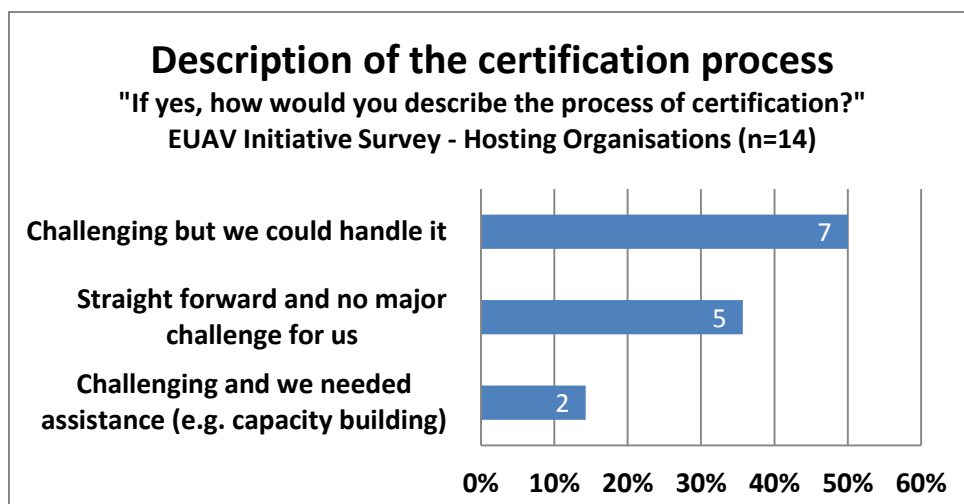 Description of the certification process
"If yes, how would you describe the process of certification?"
EUAV Initiative Survey - Hosting Organisations (n=14)
Challenging but we could handle it
7
Straight forward and no major
challenge for us
5
Challenging and we needed
assistance (e.g. capacity building)
2
0% 10% 20% 30% 40% 50% 60%